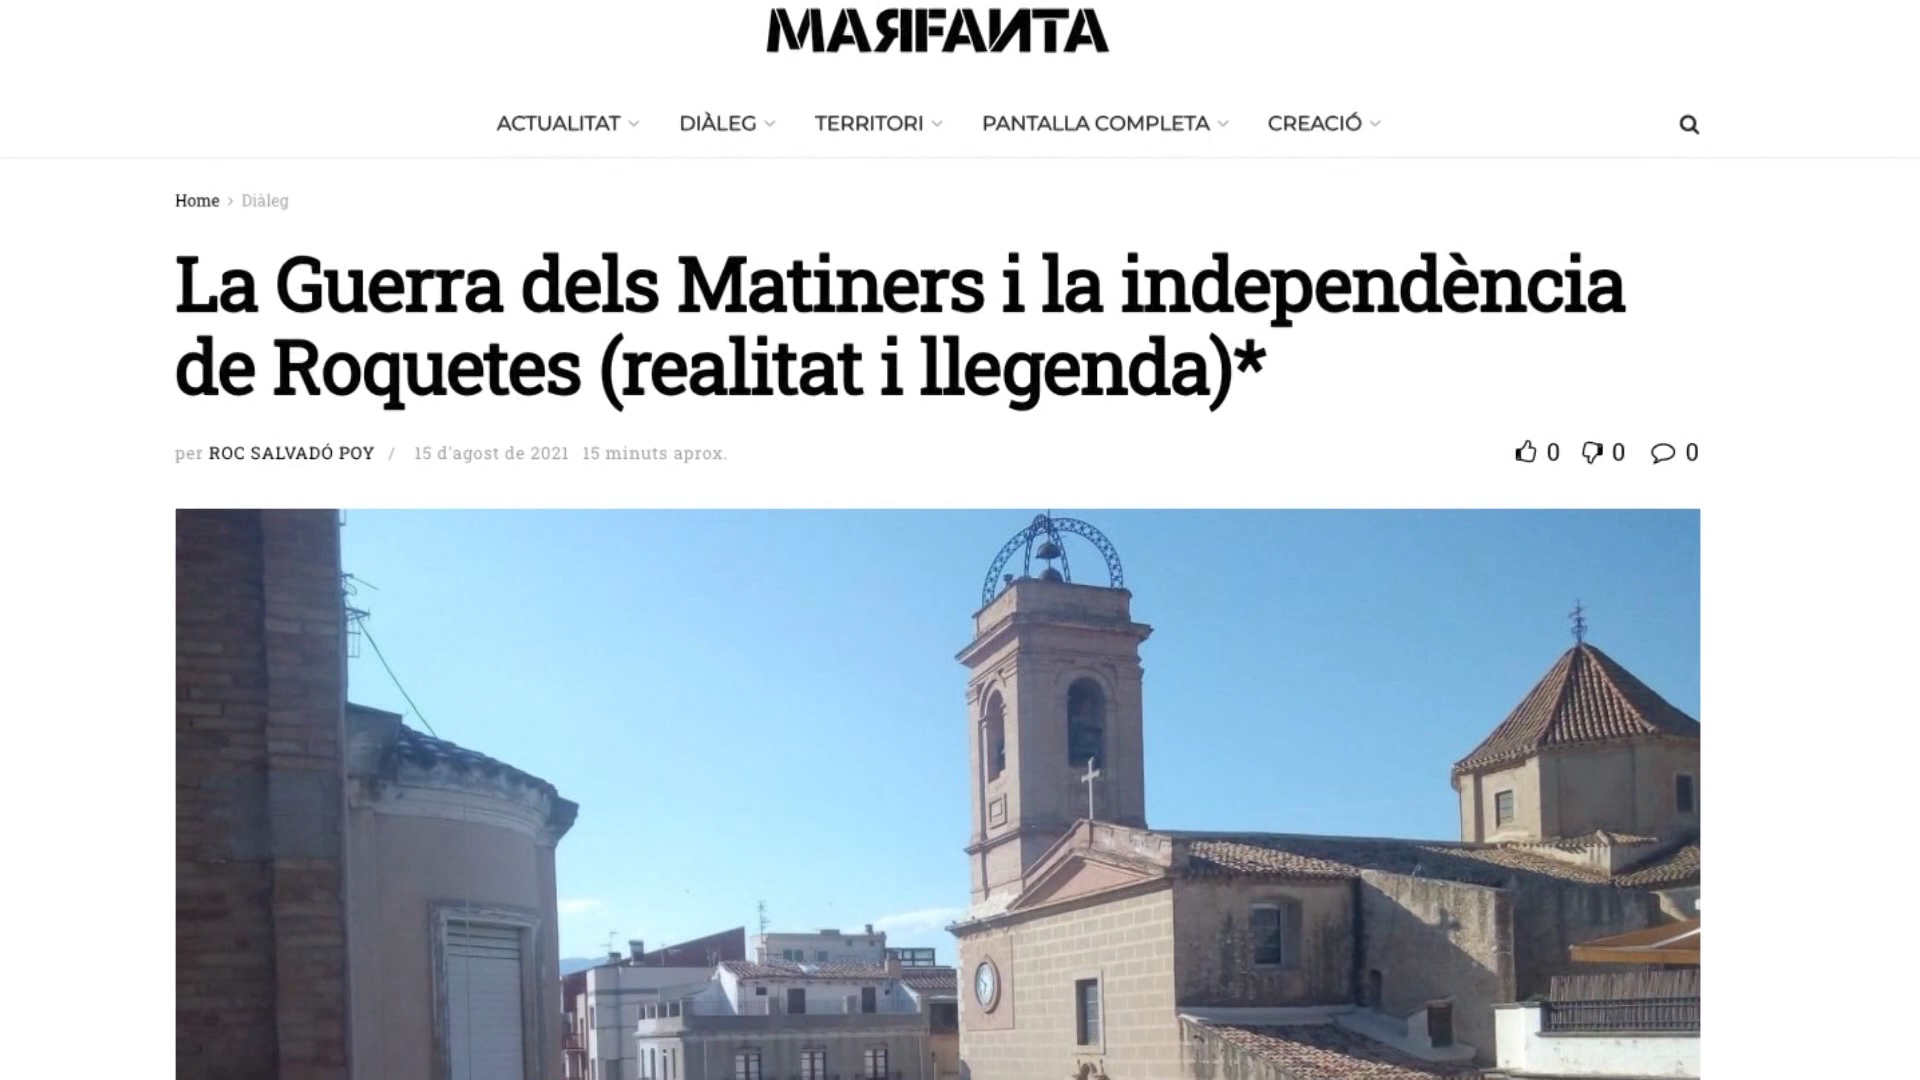 MARFANTA
ACTUALITAT DIÀLEG TERRITORI PANTALLA COMPLETA CREACIÓ
Home > Diàleg
La Guerra dels Matiners i la independència
de Roquetes (realitat i llegenda)*
per ROC SALVADÓ POY / 15 d'agost de 2021 15 minuts aprox.
0 0 0